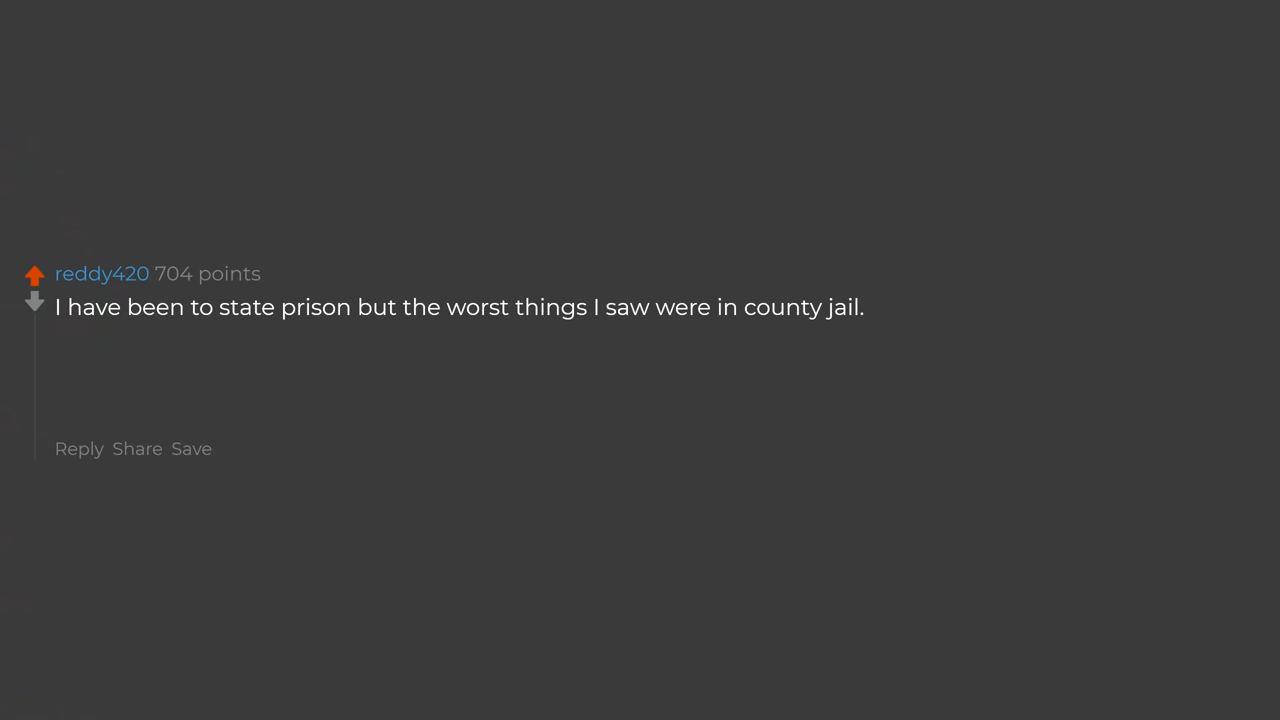 reddy420 704 points
I have been to state prison but the worst things I saw were in county jail.
Reply Share Save